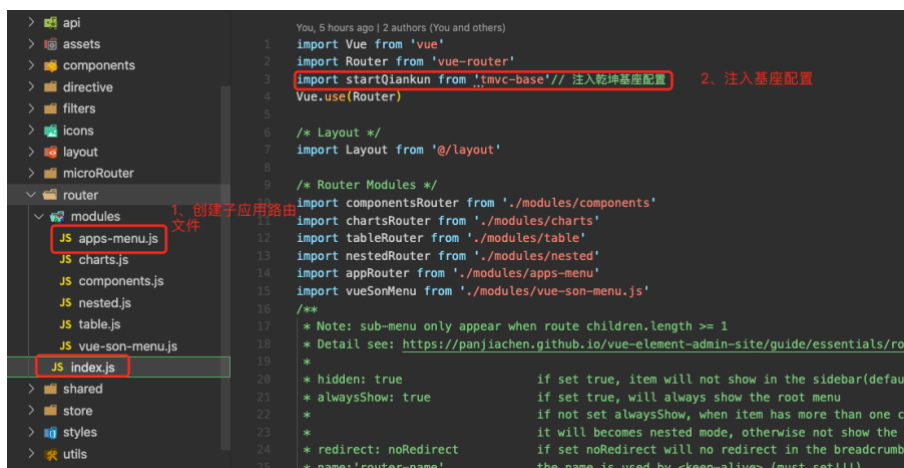 api
assets
components
directive
filters
icons
layout
microRouter
router
modules
apps-menu.js
charts.js
components.js
nested.js
table.js
vue-son-menu.js
index.js
shared
store
styles
utils
1、创建子应用路由
文件
You, 5 hours ago | 2 authors (You and others)
1 import Vue from 'vue'
2 import Router from 'vue-router'
3 import startQiankun from 'tmvc-base'// 注入乾坤基座配置
2、注入基座配置
4 Vue.use(Router)
5
6 /* Layout */
7 import Layout from '@/layout'
8
9 /* Router Modules */
10 import componentsRouter from './modules/components'
11 import chartsRouter from './modules/charts'
12 import tableRouter from './modules/table'
13 import nestedRouter from './modules/nested'
14 import appRouter from './modules/apps-menu'
15 import vueSonMenu from './modules/vue-son-menu.js'
16 /**
17 * Note: sub-menu only appear when route children.length >= 1
18 * Detail see: https://panjiachen.github.io/vue-element-admin-site/guide/essentials/ro
19 *
20 * hidden: true if set true, item will not show in the sidebar(defau
21 * alwaysShow: true if set true, will always show the root menu
22 * if not set alwaysShow, when item has more than one c
23 * it will becomes nested mode, otherwise not show the
24 * redirect: noRedirect if set noRedirect will no redirect in the breadcrumb
25 * name:'router-name' the name is used by <keep-alive> (must set!!!)